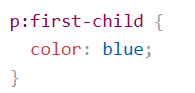 p:first-child {
  color: blue;
}